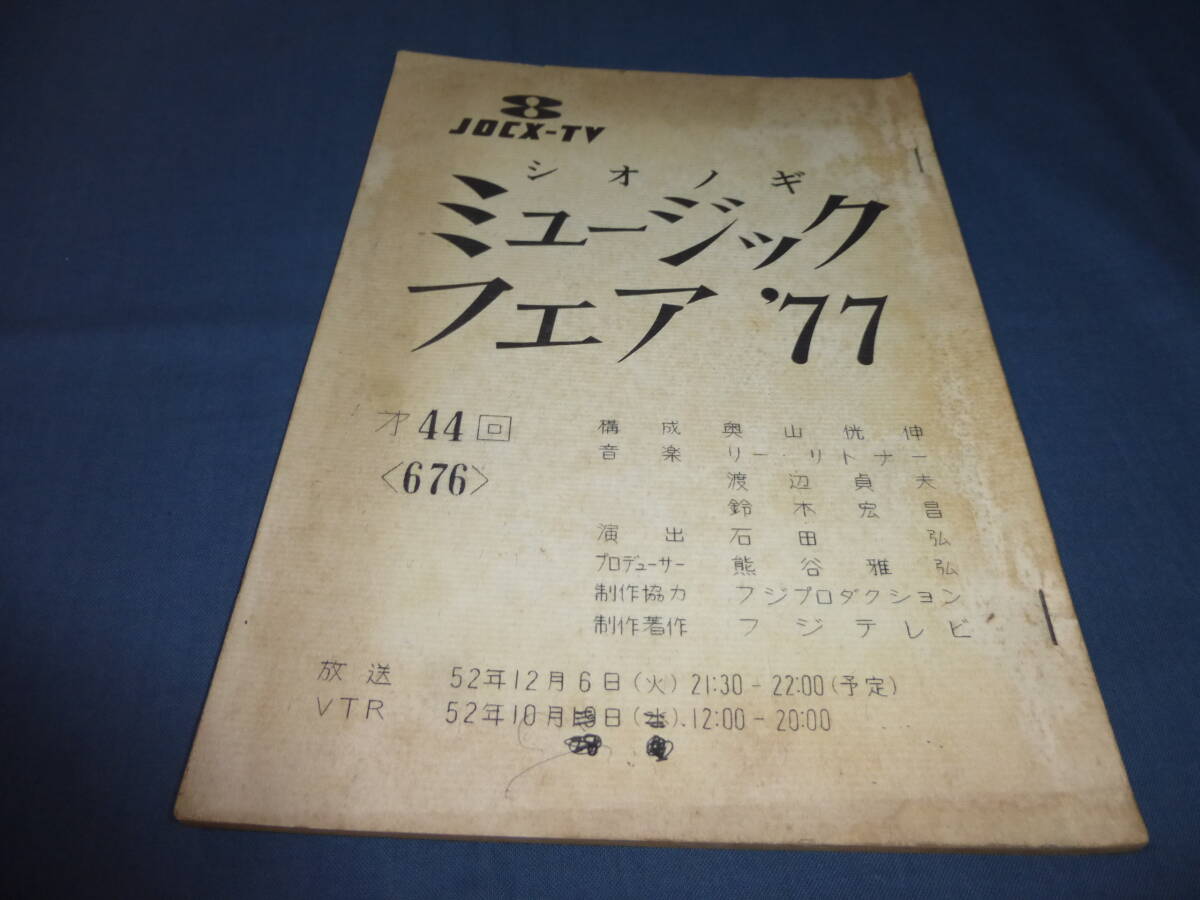 8
JOCX-TV
シオノギ
ミュージック
フェア '77
才44回
〈676〉
構成 奥山侊伸
音楽 リー・リトナー
渡辺貞夫
鈴木宏昌
演出 石田弘
プロデューサー 熊谷雅弘
制作協力 フジプロダクション
制作著作 フジテレビ
放送 52年12月6日(火) 21:30-22:00(予定)
VTR 52年10月19日(水).12:00-20:00